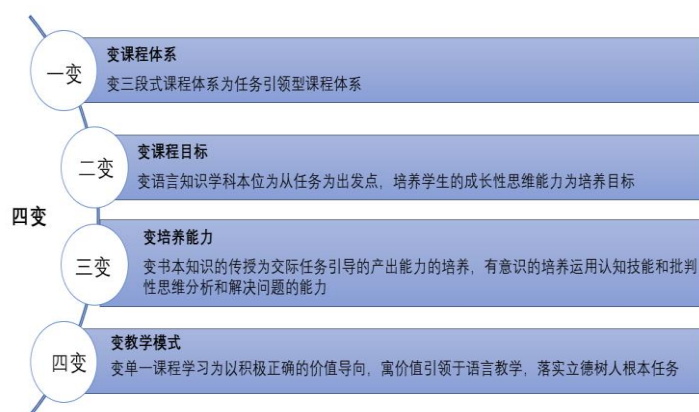 变课程体系
一变
变三段式课程体系为任务引领型课程体系
变课程目标
二变
变语言知识学科本位为从任务为出发点，培养学生的成长性思维能力为培养目标
四变
变培养能力
三变
变书本知识的传授为交际任务引导的产出能力的培养，有意识的培养运用认知技能和批判
性思维分析和解决问题的能力
变教学模式
四变
变单一课程学习为以积极正确的价值导向，寓价值引领于语言教学，落实立德树人根本任务